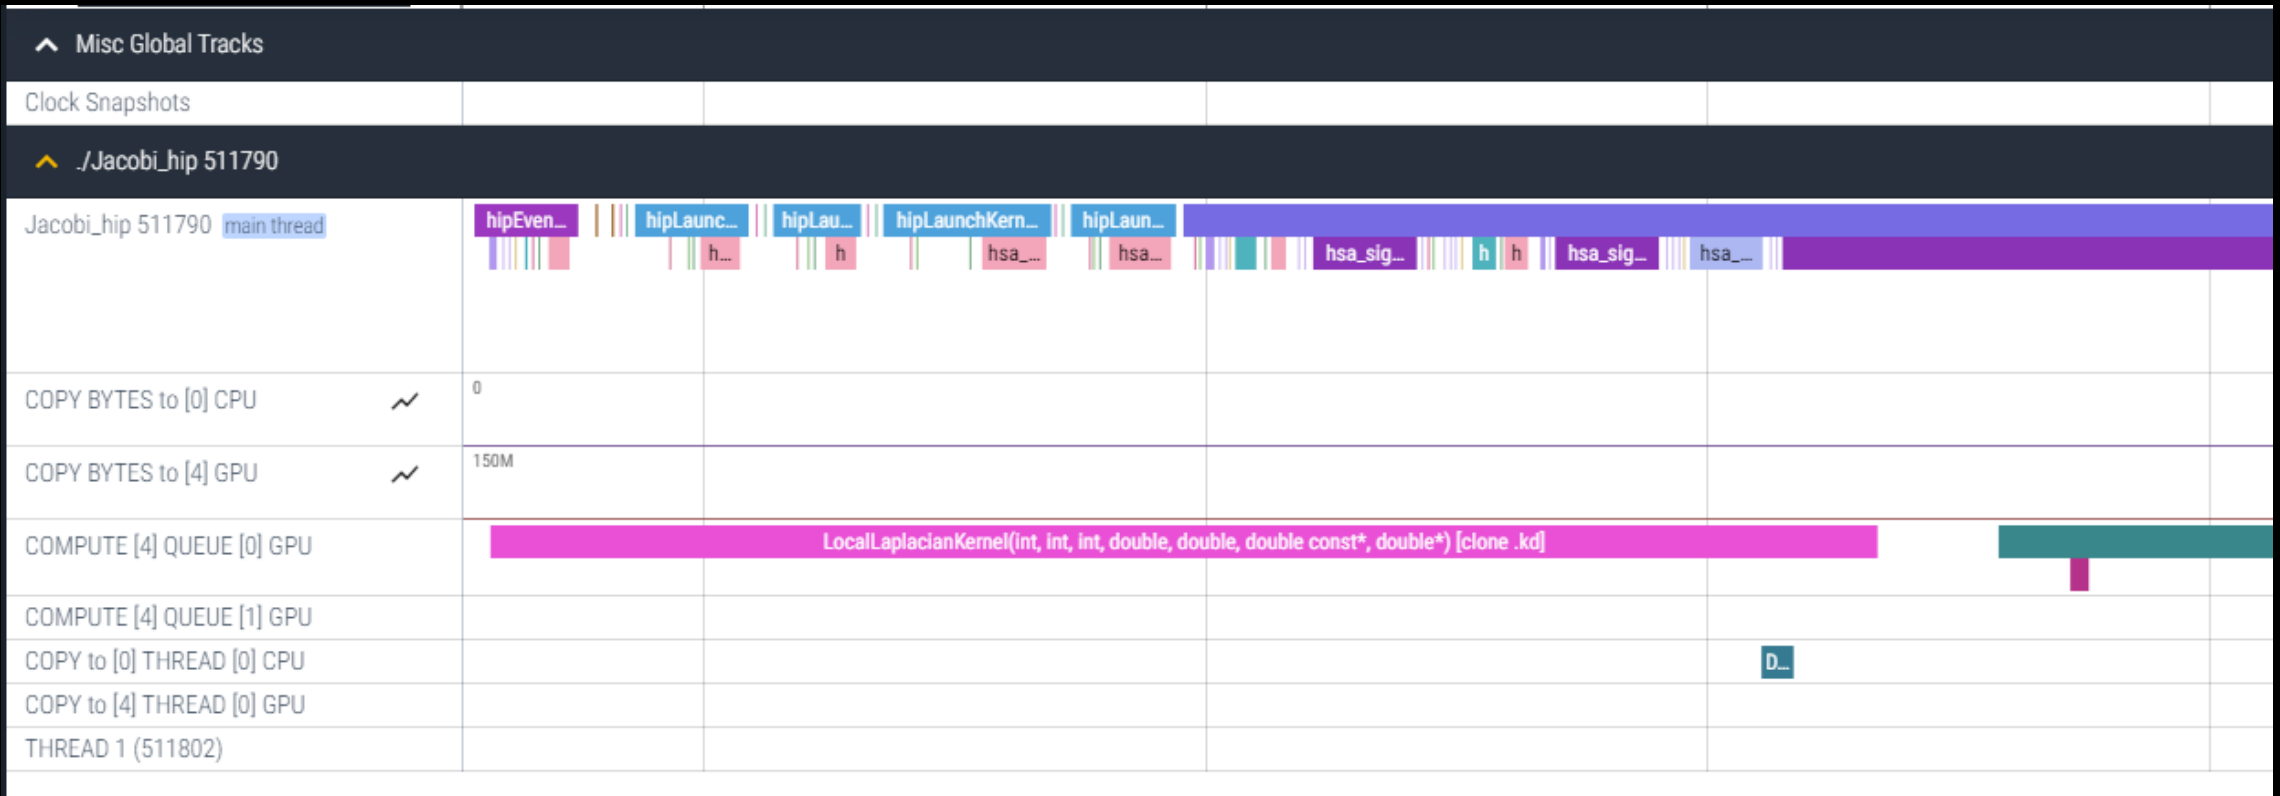 Misc Global Tracks
Clock Snapshots
./Jacobi_hip 511790
Jacobi_hip 511790 main thread
hipEven... hipLaunc... hipLau... hipLaunchKern... hipLaun...
h... h hsa_... hsa... hsa_sig... h h hsa_sig... hsa_...
COPY BYTES to [0] CPU 0
COPY BYTES to [4] GPU 150M
COMPUTE [4] QUEUE [0] GPU LocalLaplacianKernel(int, int, int, double, double, double const*, double*) [clone .kd]
COMPUTE [4] QUEUE [1] GPU
COPY to [0] THREAD [0] CPU D...
COPY to [4] THREAD [0] GPU
THREAD 1 (511802)